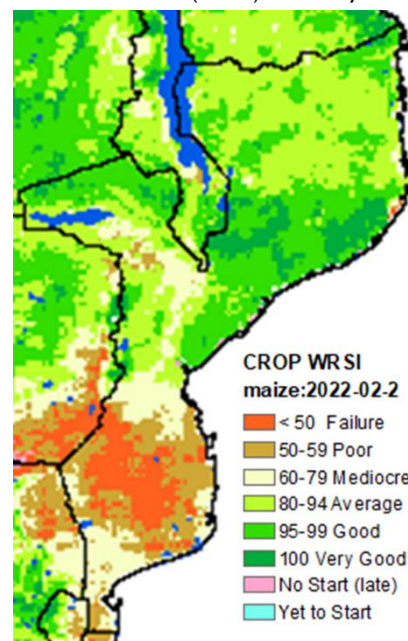 CROP WRSI
maize:2022-02-2
< 50 Failure
50-59 Poor
60-79 Mediocre
80-94 Average
95-99 Good
100 Very Good
No Start (late)
Yet to Start